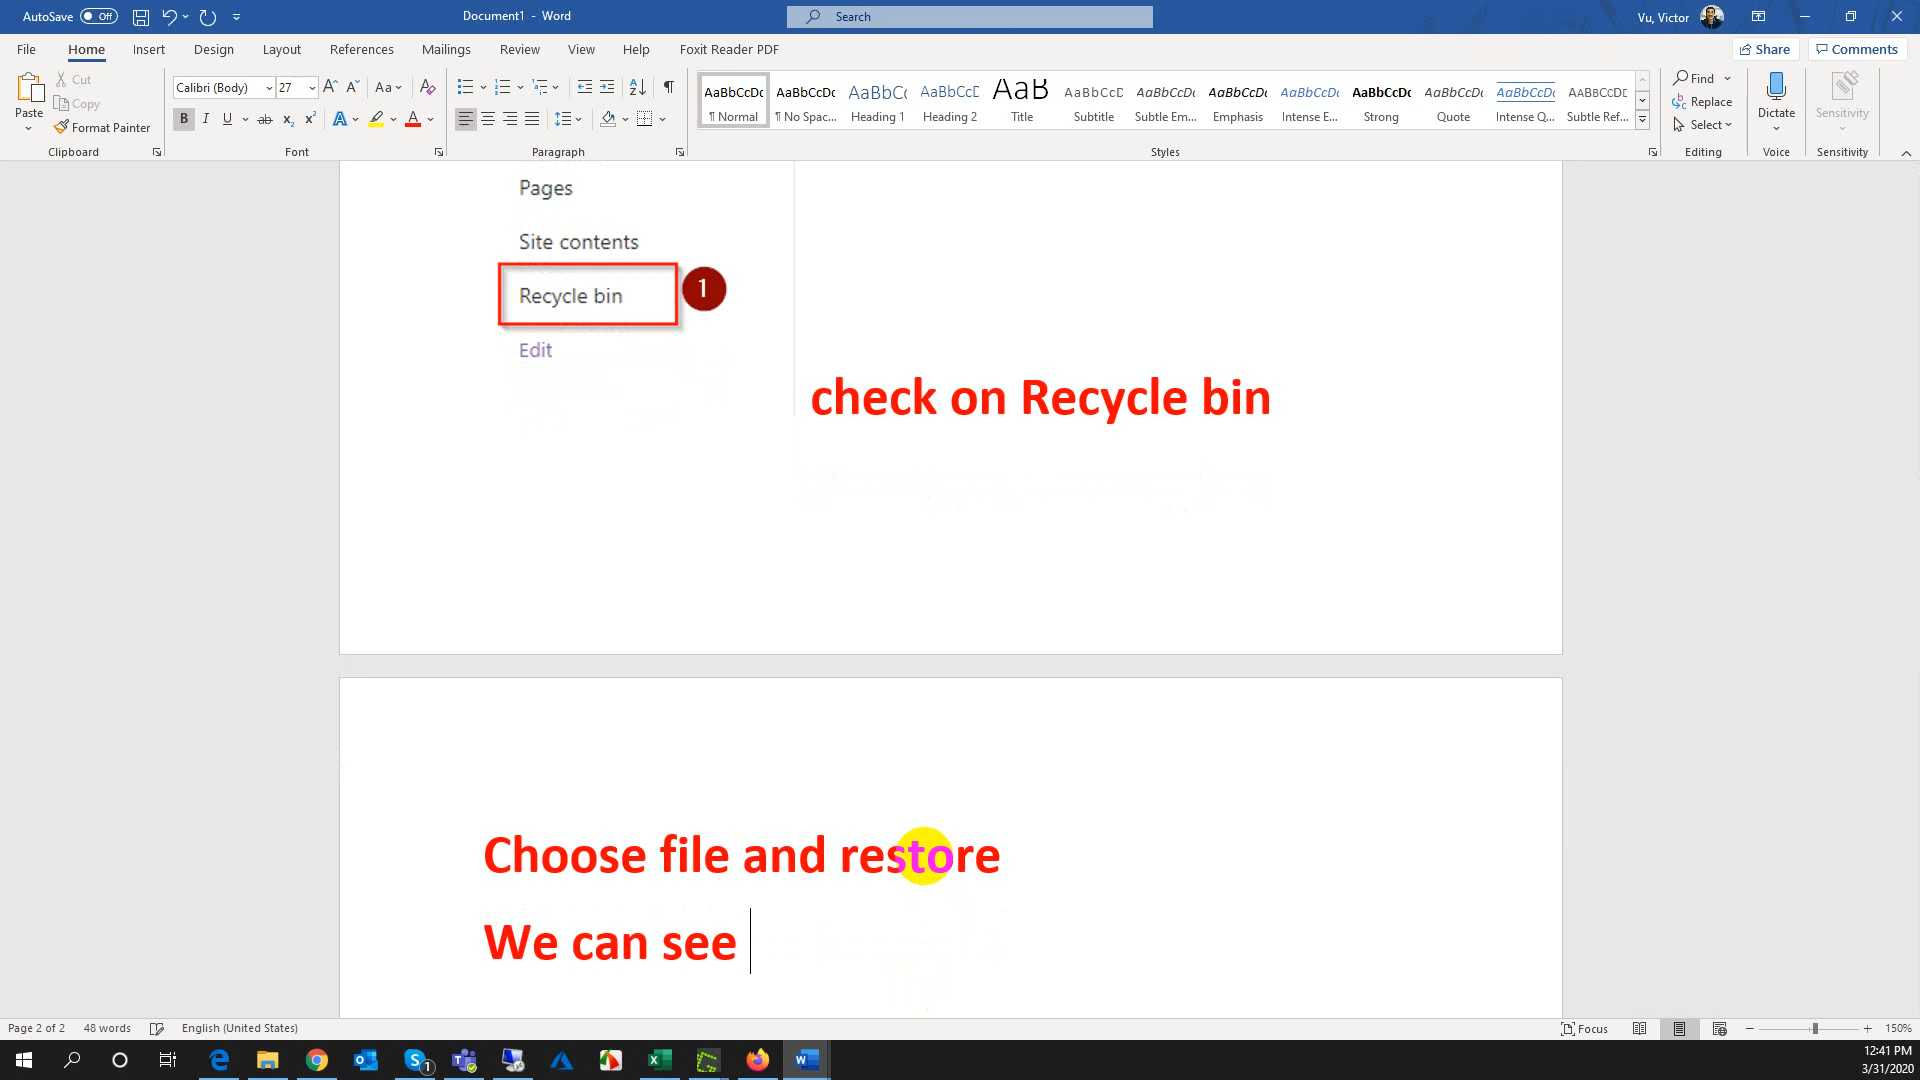 AutoSave Off Document1 - Word Search Vu, Victor
File Home Insert Design Layout References Mailings Review View Help Foxit Reader PDF Share Comments
Paste Cut Copy Format Painter
Clipboard
Calibri (Body) 27
Font
Paragraph
AaBbCcDc AaBbCcDc AaBbCc AaBbCcD AaB AaBbCcD AaBbCcDc AaBbCcDc AaBbCcDc AaBbCcDc AaBbCcDc AaBbCcDc AaBbCcDc
¶ Normal ¶ No Spac... Heading 1 Heading 2 Title Subtitle Subtle Em... Emphasis Intense E... Strong Quote Intense Q... Subtle Ref...
Styles
Find
Replace
Select
Editing
Dictate
Voice
Sensitivity
Sensitivity
Pages
Site contents
Recycle bin 1
Edit
check on Recycle bin
Choose file and restore
We can see
Page 2 of 2 48 words English (United States) Focus 150%
12:41 PM
3/31/2020